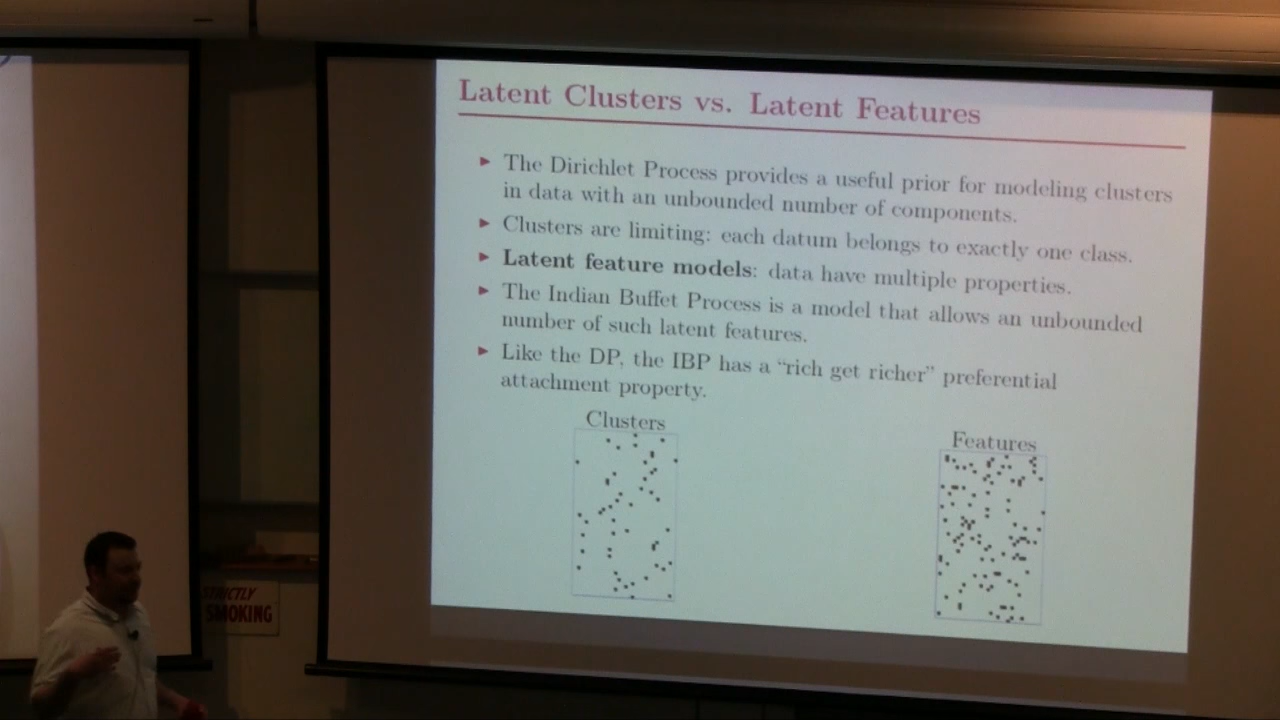 Latent Clusters vs. Latent Features
The Dirichlet Process provides a useful prior for modeling clusters
in data with an unbounded number of components.
Clusters are limiting: each datum belongs to exactly one class.
Latent feature models: data have multiple properties.
The Indian Buffet Process is a model that allows an unbounded
number of such latent features.
Like the DP, the IBP has a “rich get richer” preferential
attachment property.
Clusters
Features
STRICTLY
SMOKING